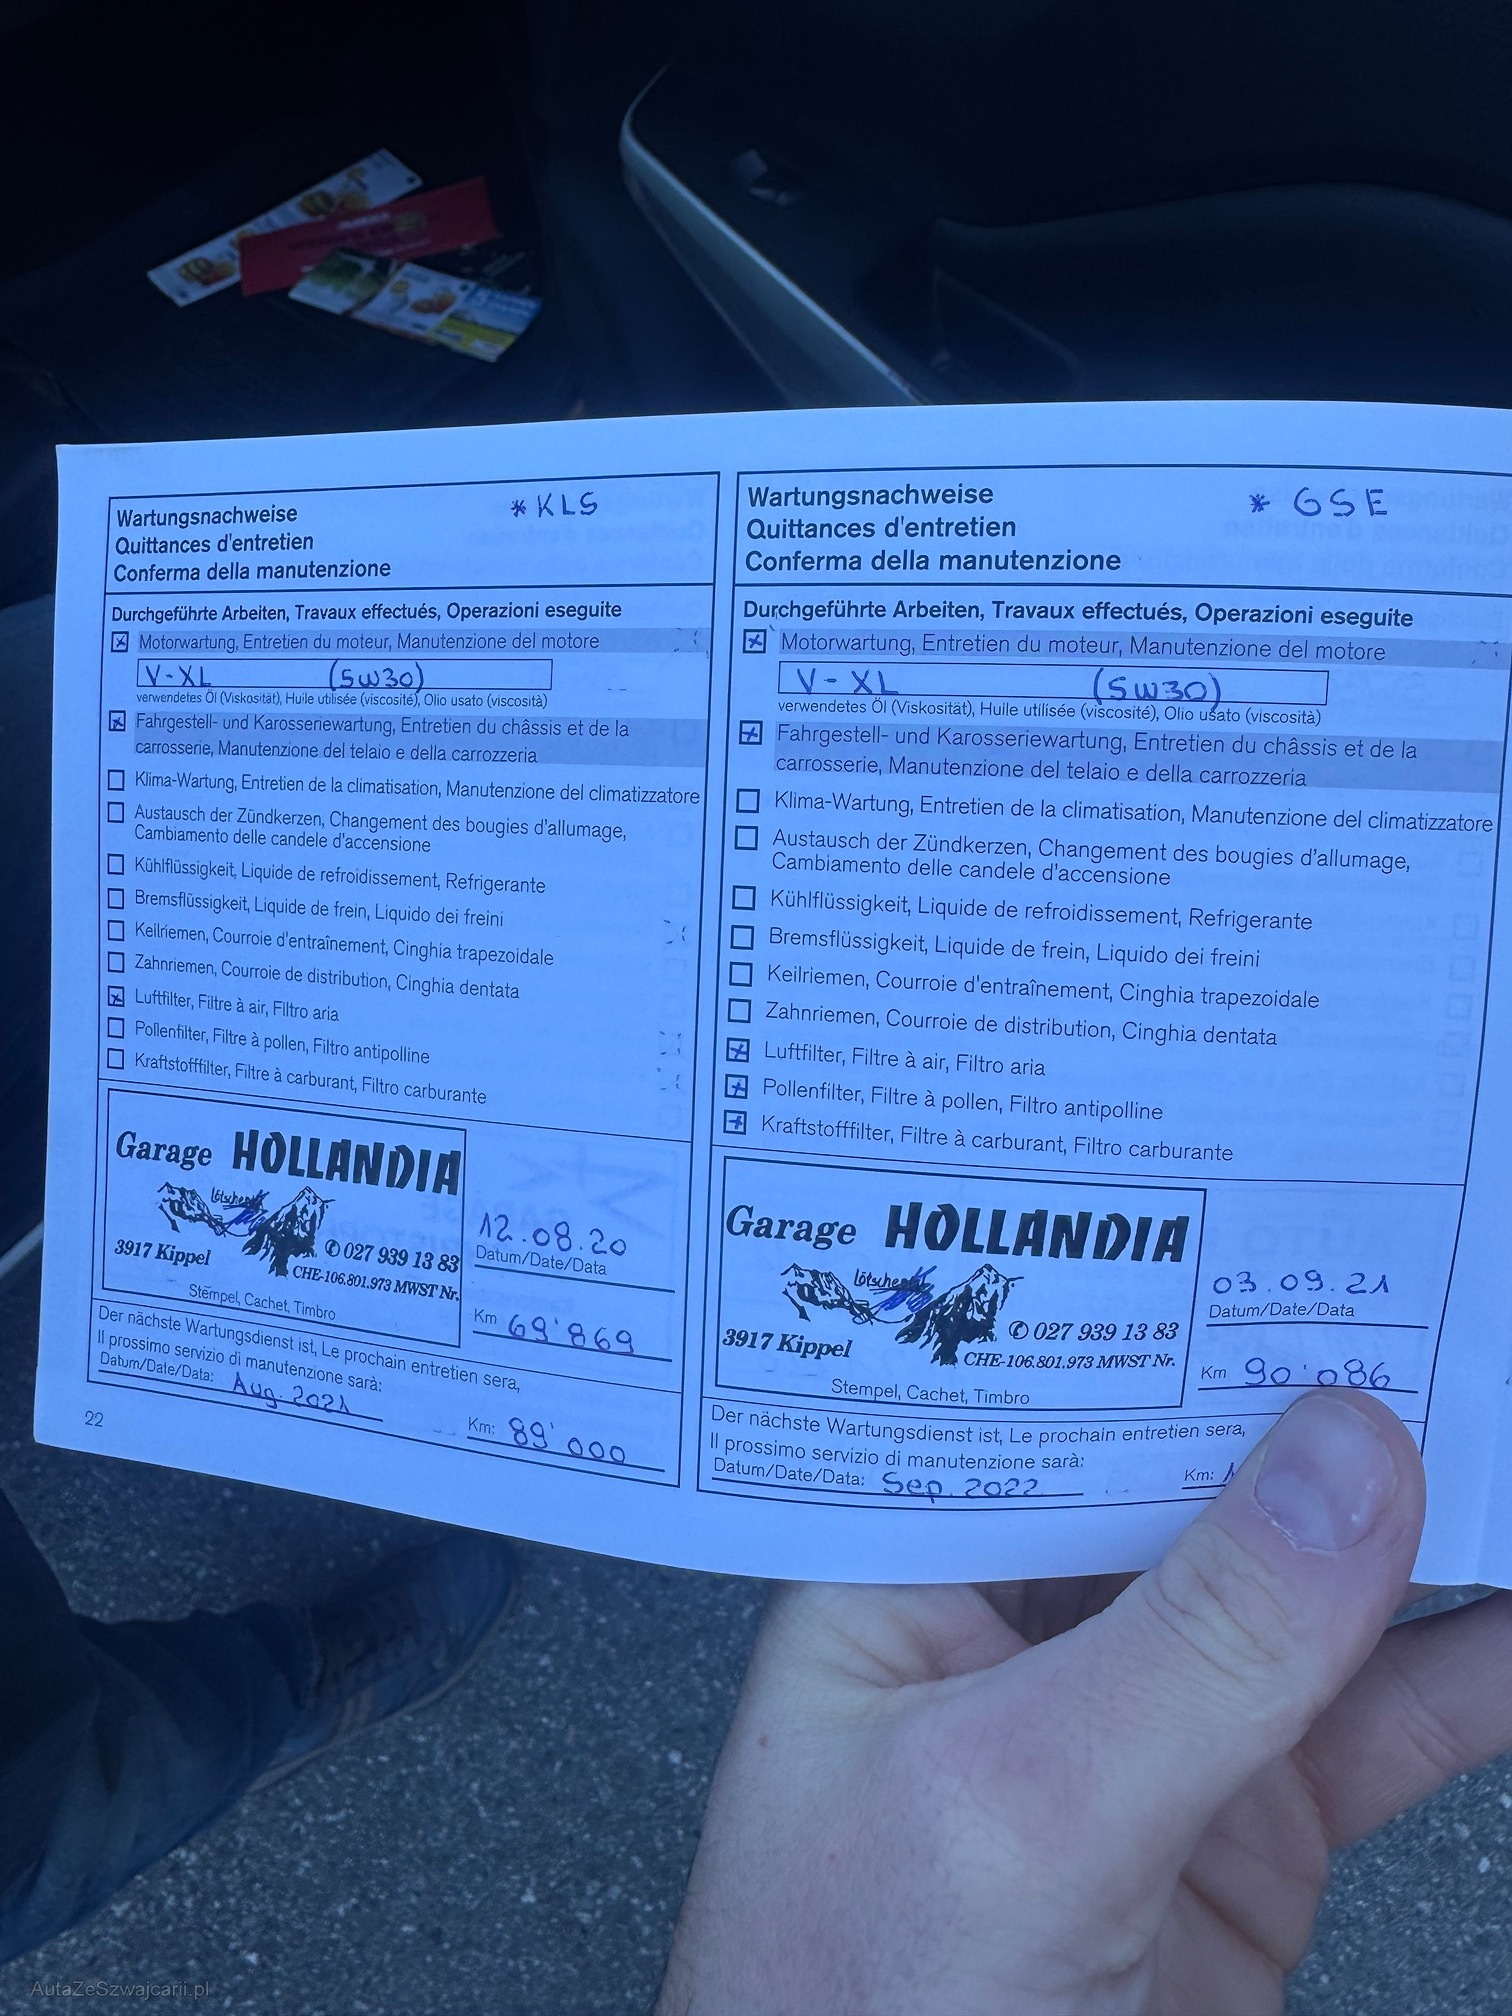 Wartungsnachweise *KLS
Quittances d'entretien
Conferma della manutenzione
Durchgeführte Arbeiten, Travaux effectués, Operazioni eseguite
Motorwartung, Entretien du moteur, Manutenzione del motore
V-XL (5W30)
verwendetes Öl (Viskosität), Huile utilisée (viscosité), Olio usato (viscosità)
Fahrgestell- und Karosseriewartung, Entretien du châssis et de la
carrosserie, Manutenzione del telaio e della carrozzeria
Klima-Wartung, Entretien de la climatisation, Manutenzione del climatizzatore
Austausch der Zündkerzen, Changement des bougies d'allumage,
Cambiamento delle candele d'accensione
Kühlflüssigkeit, Liquide de refroidissement, Refrigerante
Bremsflüssigkeit, Liquide de frein, Liquido dei freini
Keilriemen, Courroie d'entraînement, Cinghia trapezoidale
Zahnriemen, Courroie de distribution, Cinghia dentata
Luftfilter, Filtre à air, Filtro aria
Pollenfilter, Filtre à pollen, Filtro antipolline
Kraftstofffilter, Filtre à carburant, Filtro carburante
Garage HOLLANDIA
3917 Kippel
✆ 027 939 13 83
CHE-106.801.973 MWST Nr.
Stempel, Cachet, Timbro
12.08.20
Datum/Date/Data
Km 69'869
Der nächste Wartungsdienst ist, Le prochain entretien sera,
Il prossimo servizio di manutenzione sarà:
Datum/Date/Data: Aug. 2021 Km: 89'000
22
Wartungsnachweise * GSE
Quittances d'entretien
Conferma della manutenzione
Durchgeführte Arbeiten, Travaux effectués, Operazioni eseguite
Motorwartung, Entretien du moteur, Manutenzione del motore
V-XL (5W30)
verwendetes Öl (Viskosität), Huile utilisée (viscosité), Olio usato (viscosità)
Fahrgestell- und Karosseriewartung, Entretien du châssis et de la
carrosserie, Manutenzione del telaio e della carrozzeria
Klima-Wartung, Entretien de la climatisation, Manutenzione del climatizzatore
Austausch der Zündkerzen, Changement des bougies d'allumage,
Cambiamento delle candele d'accensione
Kühlflüssigkeit, Liquide de refroidissement, Refrigerante
Bremsflüssigkeit, Liquide de frein, Liquido dei freini
Keilriemen, Courroie d'entraînement, Cinghia trapezoidale
Zahnriemen, Courroie de distribution, Cinghia dentata
Luftfilter, Filtre à air, Filtro aria
Pollenfilter, Filtre à pollen, Filtro antipolline
Kraftstofffilter, Filtre à carburant, Filtro carburante
Garage HOLLANDIA
3917 Kippel
✆ 027 939 13 83
CHE-106.801.973 MWST Nr.
Stempel, Cachet, Timbro
03.09.21
Datum/Date/Data
Km 90'086
Der nächste Wartungsdienst ist, Le prochain entretien sera,
Il prossimo servizio di manutenzione sarà:
Datum/Date/Data: Sep. 2022 Km:
AutaZeSzwajcarii.pl